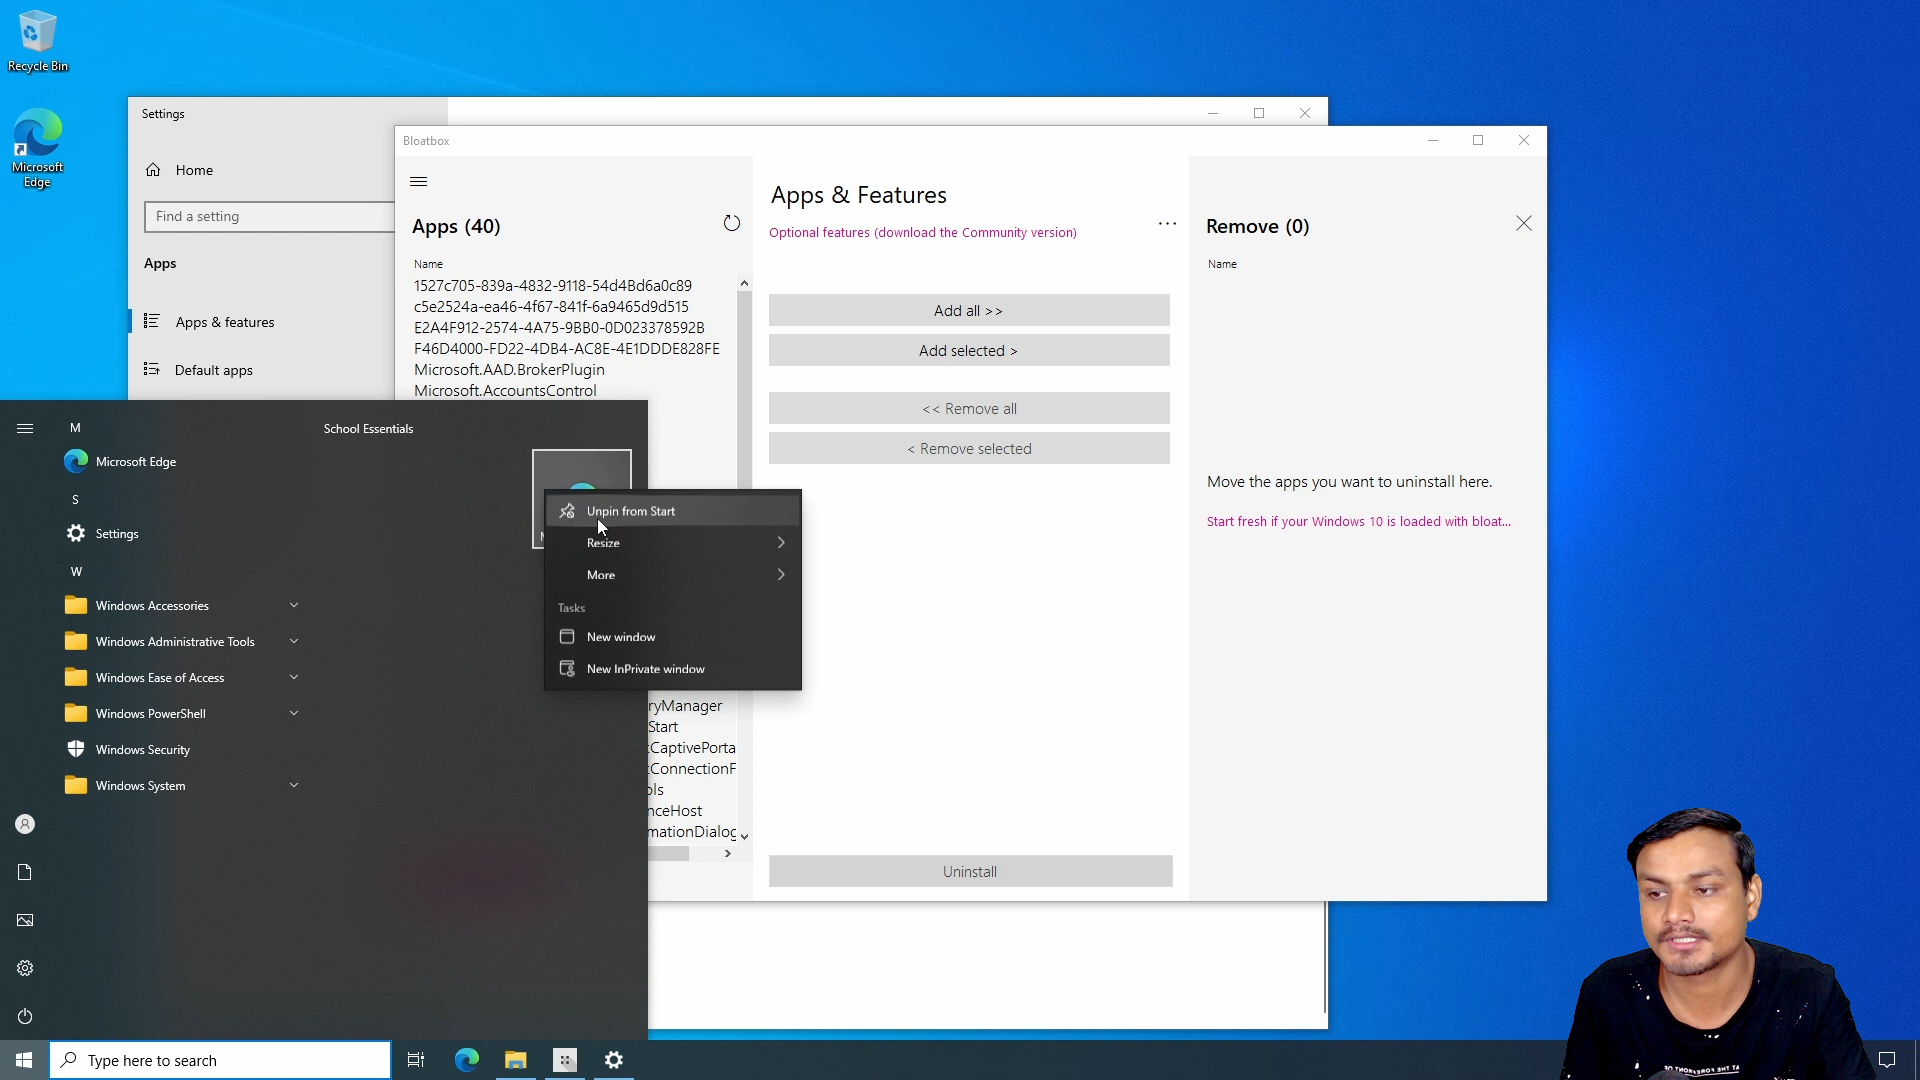 Recycle Bin
Microsoft
Edge
Settings
Home
Find a setting
Apps
Apps & features
Default apps
Bloatbox
Apps (40)
Name
1527c705-839a-4832-9118-54d4Bd6a0c89
c5e2524a-ea46-4f67-841f-6a9465d9d515
E2A4F912-2574-4A75-9BB0-0D023378592B
F46D4000-FD22-4DB4-AC8E-4E1DDDE828FE
Microsoft.AAD.BrokerPlugin
Microsoft.AccountsControl
ryManager
Start
CaptivePorta
ConnectionF
ols
nceHost
mationDialog
Apps & Features
Optional features (download the Community version)
...
Add all >>
Add selected >
<< Remove all
< Remove selected
Uninstall
Remove (0)
Name
Move the apps you want to uninstall here.
Start fresh if your Windows 10 is loaded with bloat...
M
School Essentials
Microsoft Edge
S
Settings
W
Windows Accessories
Windows Administrative Tools
Windows Ease of Access
Windows PowerShell
Windows Security
Windows System
Unpin from Start
Resize
More
Tasks
New window
New InPrivate window
Type here to search